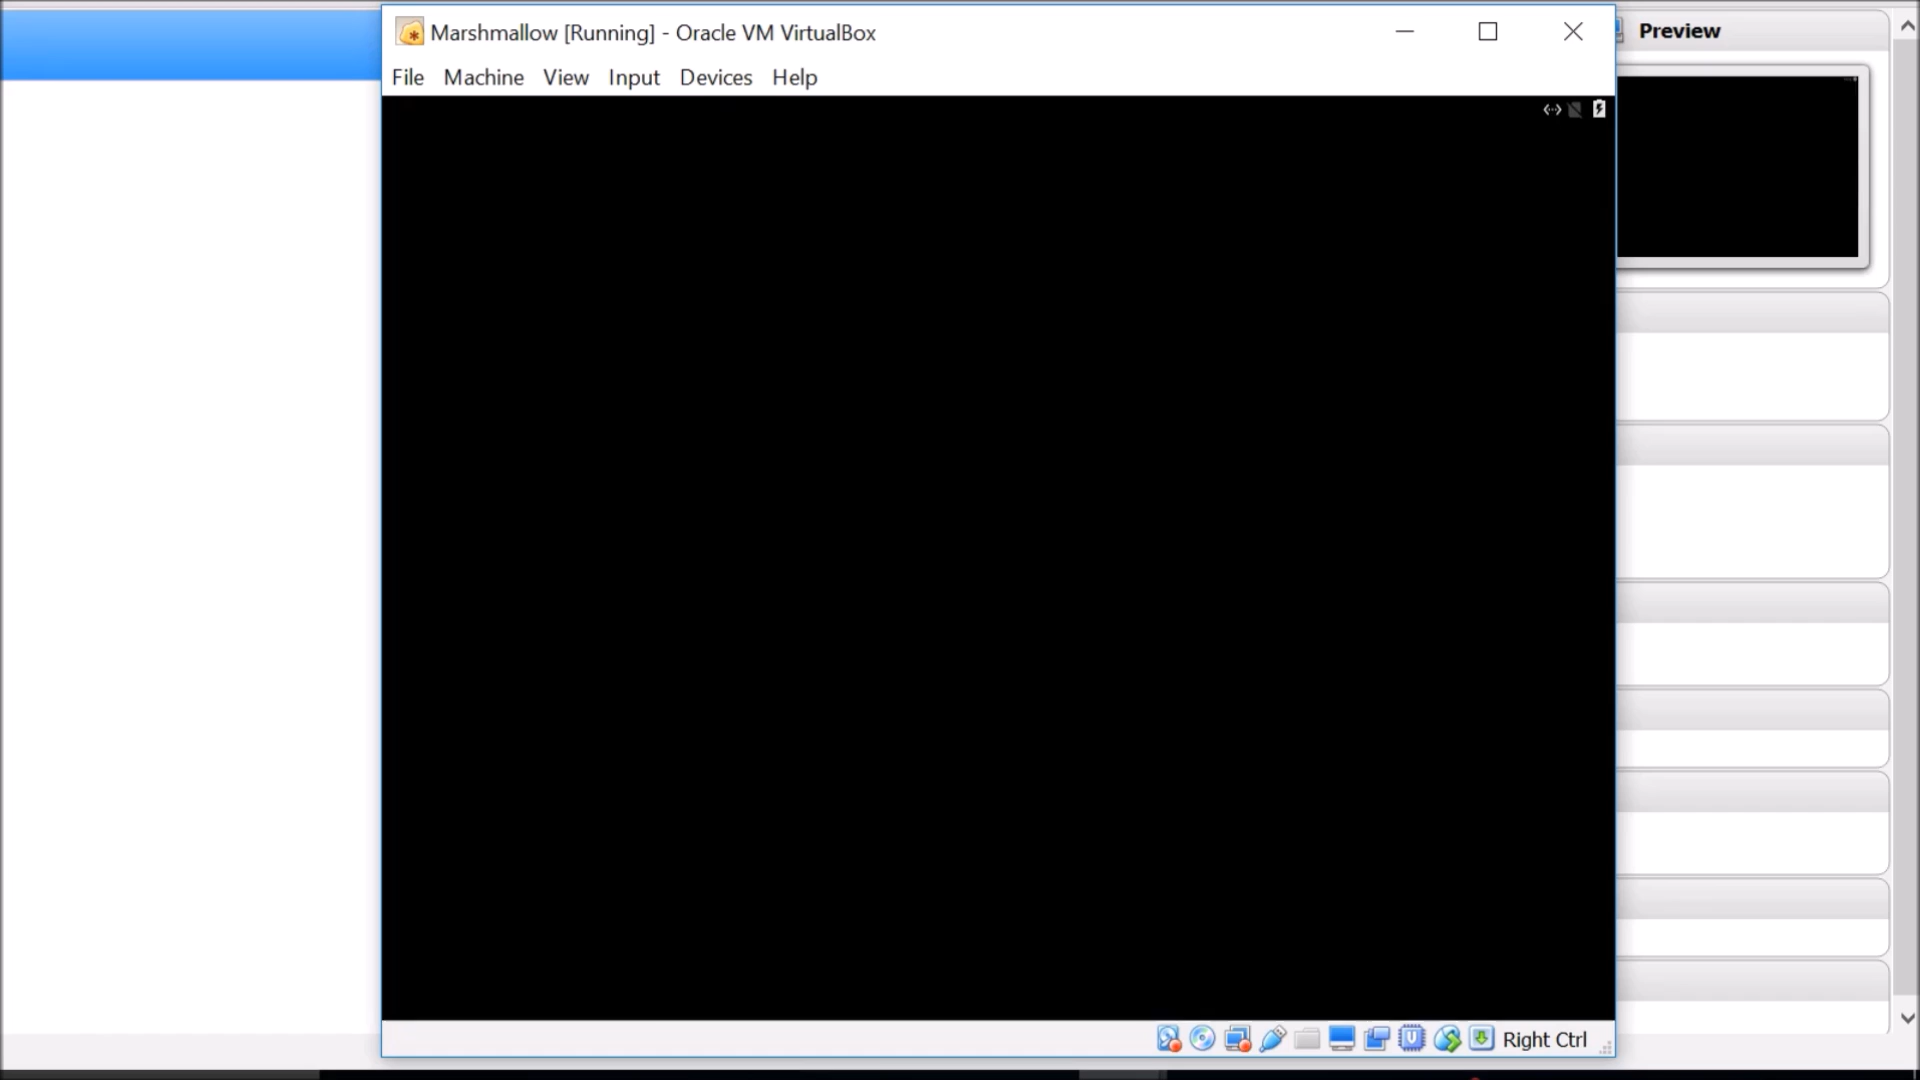 Marshmallow [Running] - Oracle VM VirtualBox
File Machine View Input Devices Help
Preview
Right Ctrl